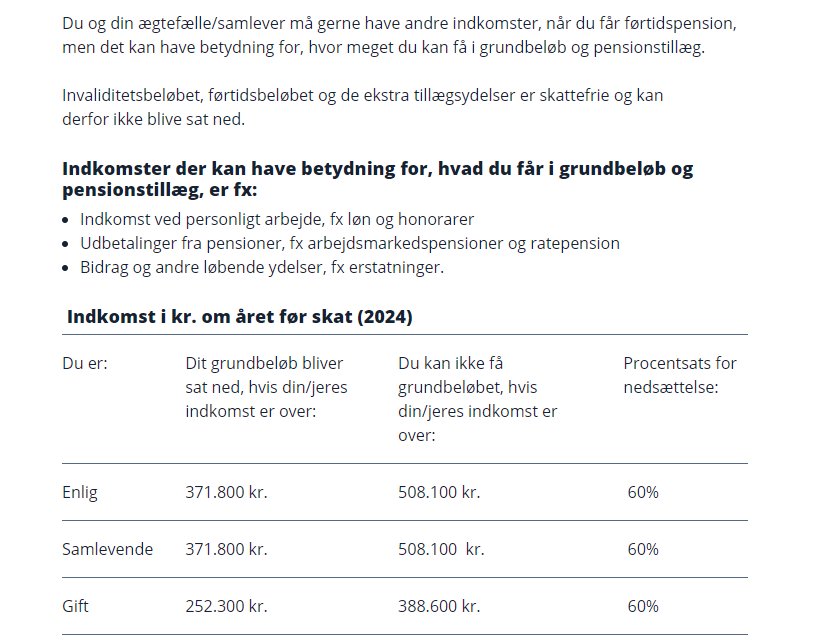 Du og din ægtefælle/samlever må gerne have andre indkomster, når du får førtidspension,
men det kan have betydning for, hvor meget du kan få i grundbeløb og pensionstillæg.
Invaliditetsbeløbet, førtidsbeløbet og de ekstra tillægsydelser er skattefrie og kan
derfor ikke blive sat ned.
Indkomster der kan have betydning for, hvad du får i grundbeløb og
pensionstillæg, er fx:
• Indkomst ved personligt arbejde, fx løn og honorarer
• Udbetalinger fra pensioner, fx arbejdsmarkedspensioner og ratepension
• Bidrag og andre løbende ydelser, fx erstatninger.
Indkomst i kr. om året før skat (2024)
Du er: Dit grundbeløb bliver Du kan ikke få Procentsats for
sat ned, hvis din/jeres grundbeløbet, hvis nedsættelse:
indkomst er over: din/jeres indkomst er
over:
Enlig 371.800 kr. 508.100 kr. 60%
Samlevende 371.800 kr. 508.100 kr. 60%
Gift 252.300 kr. 388.600 kr. 60%